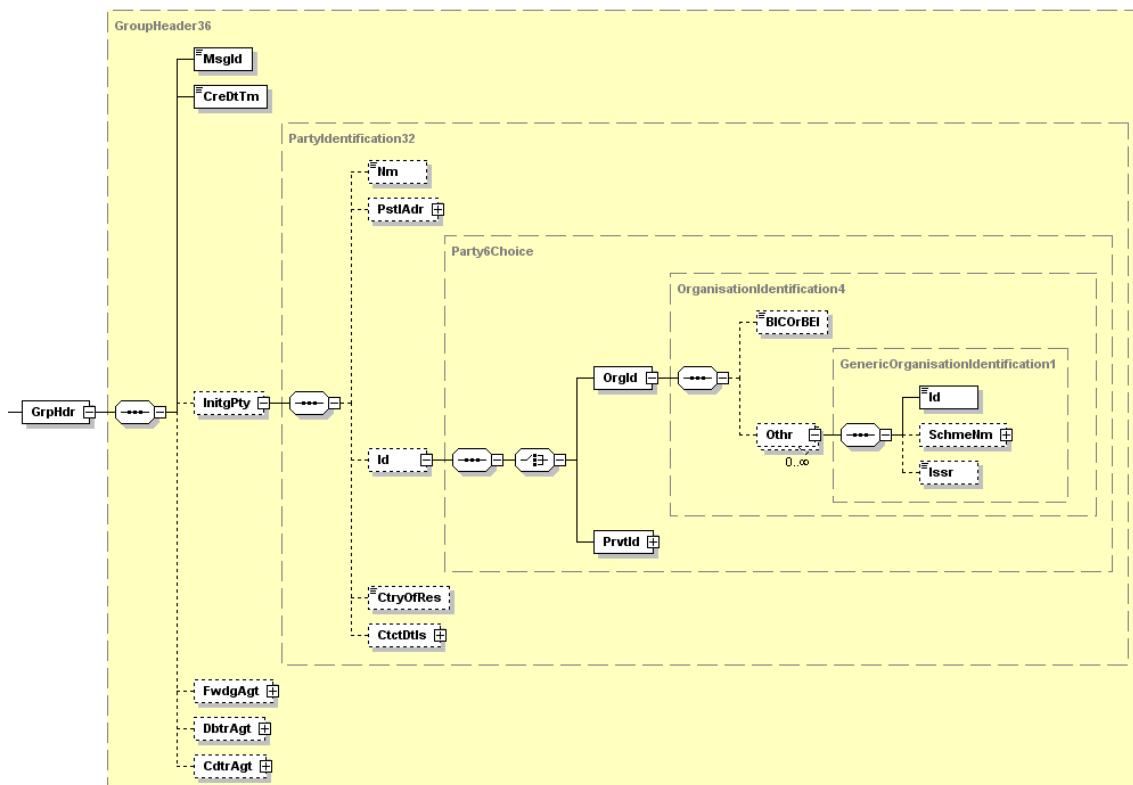 GroupHeader36
MsgId
CreDtTm
PartyIdentification32
Nm
PstlAdr
Party6Choice
OrganisationIdentification4
BICOrBEI
GenericOrganisationIdentification1
OrgId
Id
GrpHdr
InitgPty
Othr
SchmeNm
0..∞
Id
Issr
PrvtId
CtryOfRes
CtctDtls
FwdgAgt
DbtrAgt
CdtrAgt